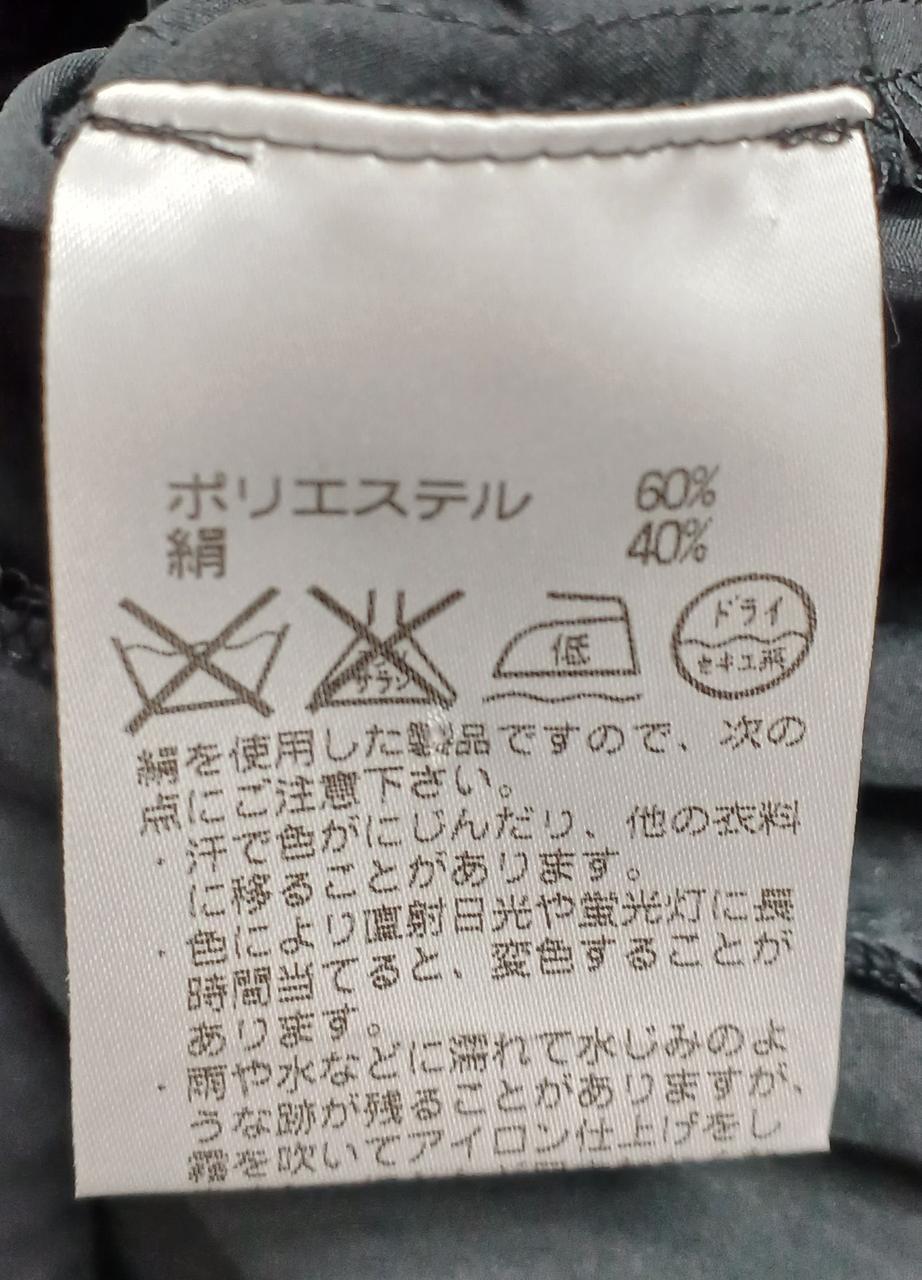 ポリエステル 60%
絹 40%
エンソ
サラシ
低
ドライ
セキユ系
絹を使用した製品ですので、次の
点にご注意下さい。
・汗で色がにじんだり、他の衣料
に移ることがあります。
・色により直射日光や蛍光灯に長
時間当てると、変色することが
あります。
・雨や水などに濡れて水じみのよ
うな跡が残ることがありますが、
霧を吹いてアイロン仕上げをし